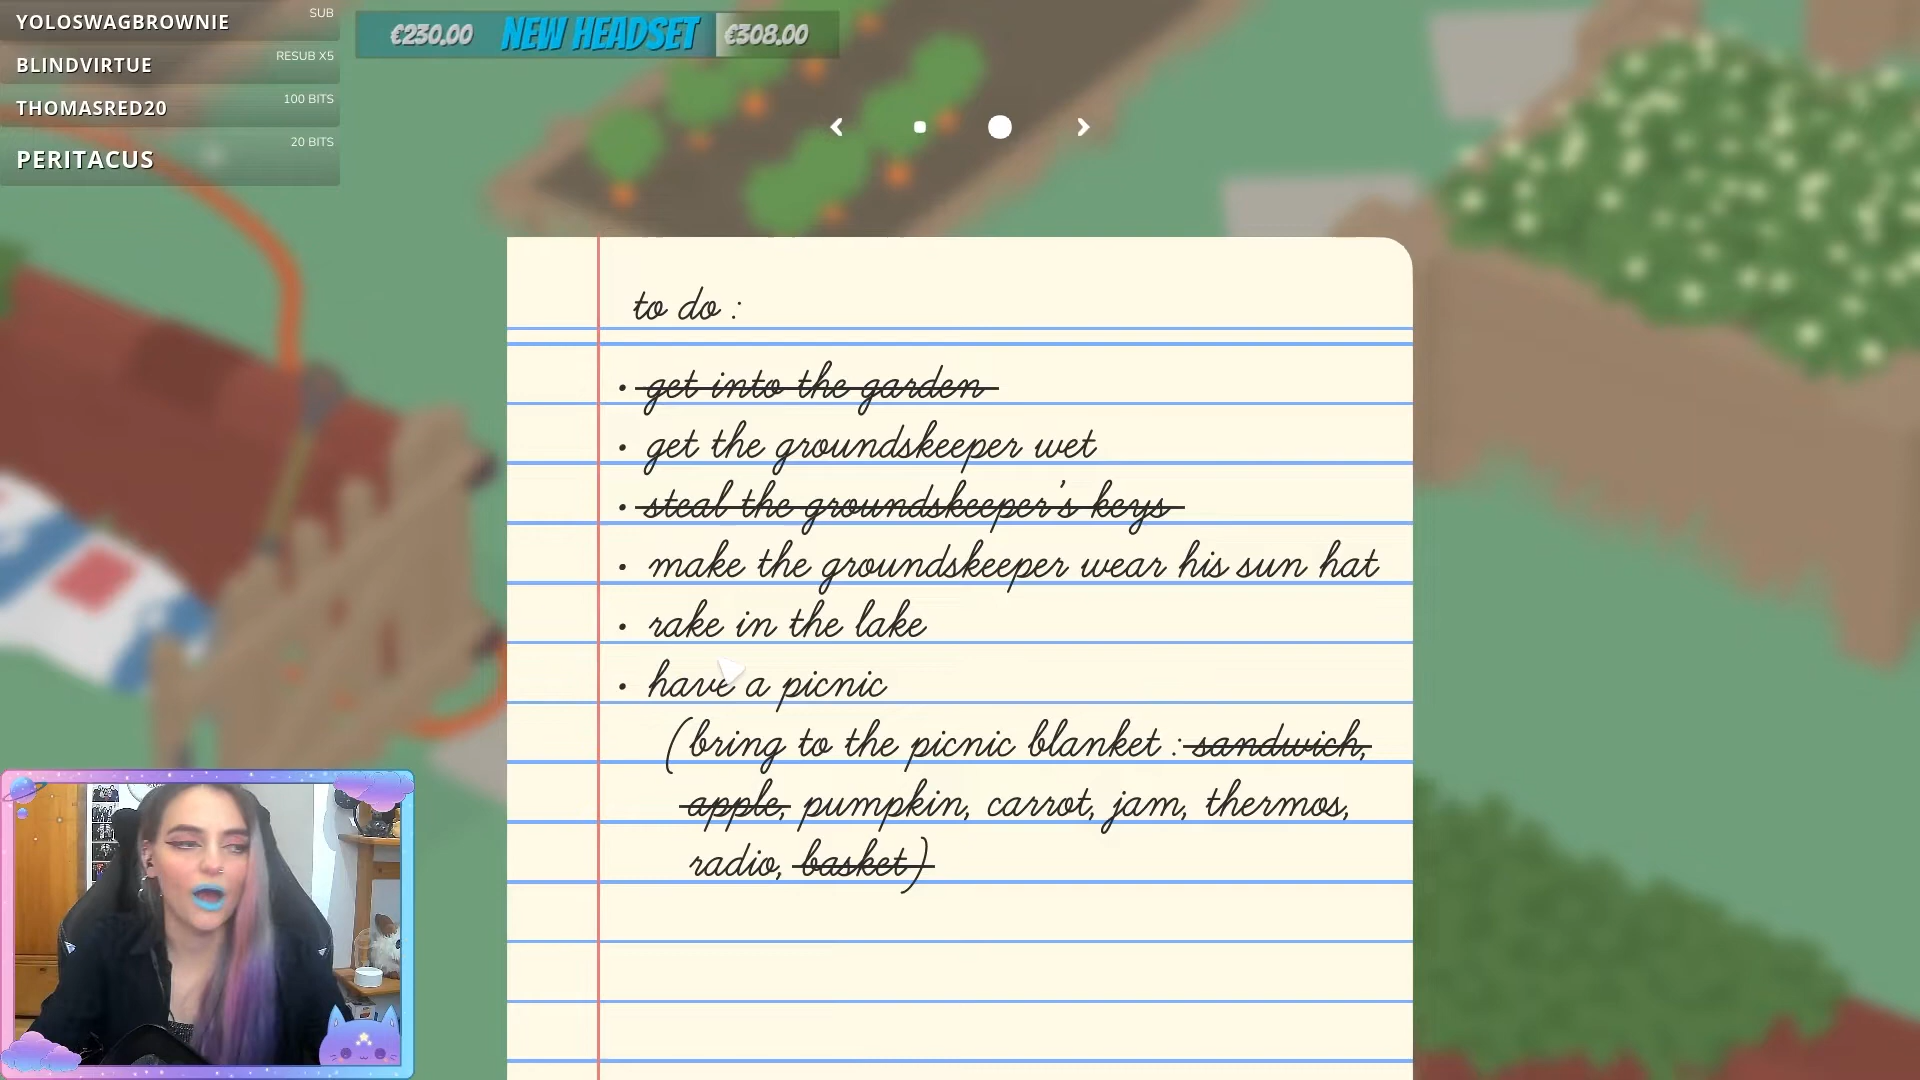 YOLOSWAGBROWNIE SUB
BLINDVIRTUE RESUB X5
THOMASRED20 100 BITS
PERITACUS 20 BITS
€230.00 NEW HEADSET €308.00
to do :
• get into the garden
• get the groundskeeper wet
• steal the groundskeeper's keys
• make the groundskeeper wear his sun hat
• rake in the lake
• have a picnic
(bring to the picnic blanket : sandwich,
apple, pumpkin, carrot, jam, thermos,
radio, basket)